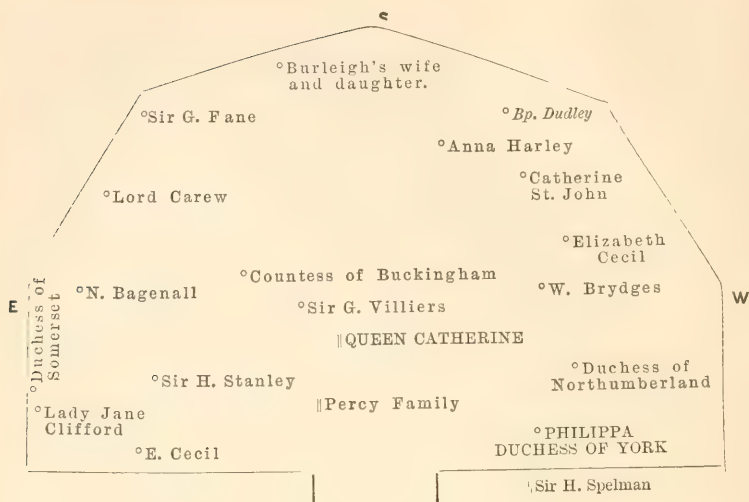 S
°Burleigh's wife
and daughter.
°Sir G. Fane
°Bp. Dudley
°Anna Harley
°Catherine
St. John
°Lord Carew
°Elizabeth
Cecil
°Countess of Buckingham
°N. Bagenall
°W. Brydges
E
W
°Duchess of
Somerset
°Sir G. Villiers
||QUEEN CATHERINE
°Duchess of
Northumberland
°Sir H. Stanley
||Percy Family
°Lady Jane
Clifford
°PHILIPPA
DUCHESS OF YORK
°E. Cecil
Sir H. Spelman